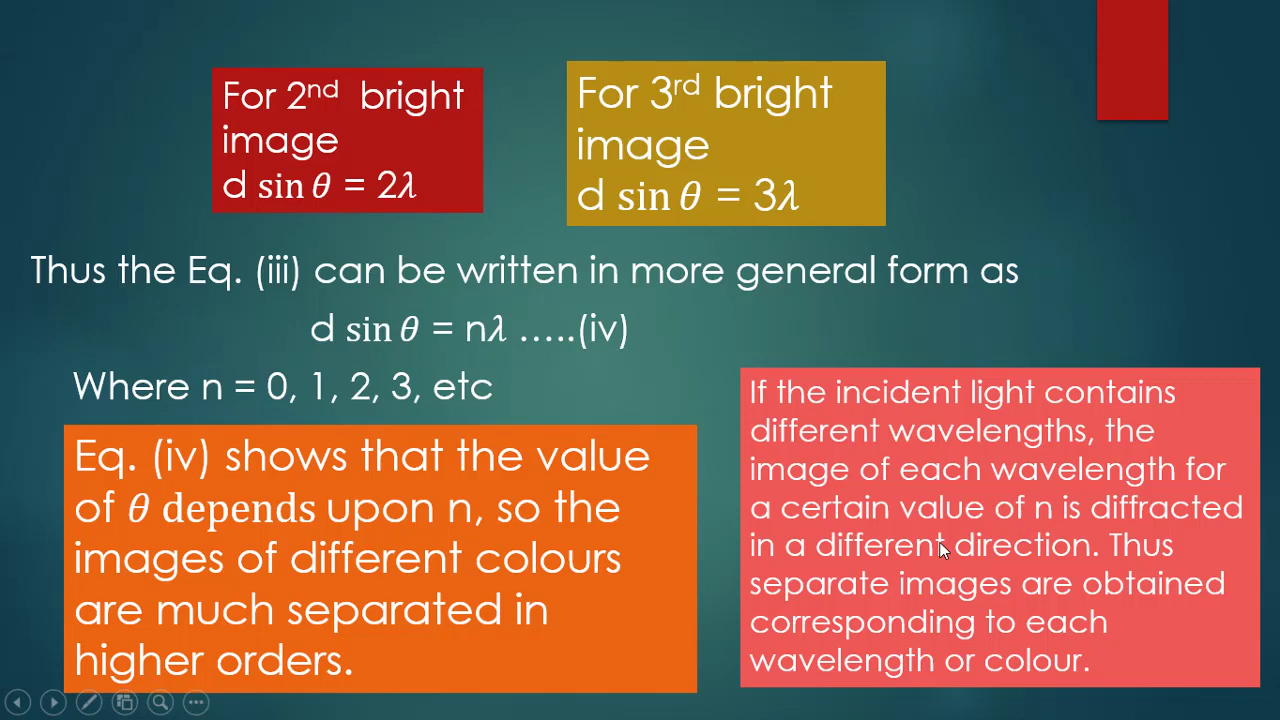 For 2nd bright
image
d sin θ = 2λ
For 3rd bright
image
d sin θ = 3λ
Thus the Eq. (iii) can be written in more general form as
d sin θ = nλ .....(iv)
Where n = 0, 1, 2, 3, etc
Eq. (iv) shows that the value
of θ depends upon n, so the
images of different colours
are much separated in
higher orders.
If the incident light contains
different wavelengths, the
image of each wavelength for
a certain value of n is diffracted
in a different direction. Thus
separate images are obtained
corresponding to each
wavelength or colour.